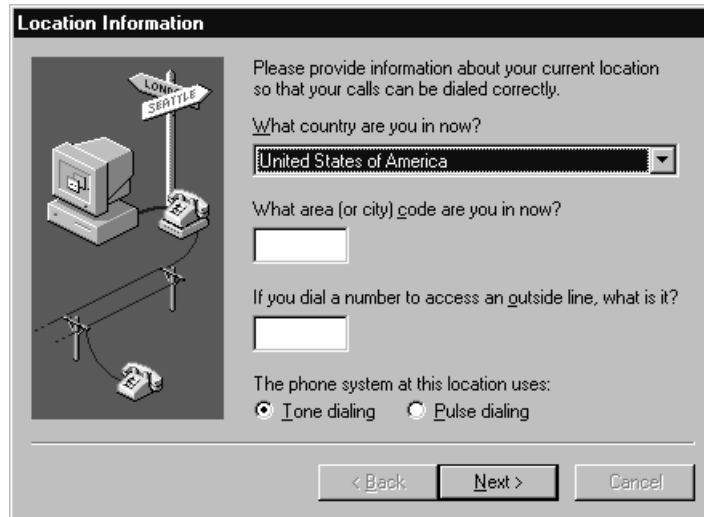 Location Information
LONDO
SEATTLE
Please provide information about your current location
so that your calls can be dialed correctly.
What country are you in now?
United States of America
What area (or city) code are you in now?
If you dial a number to access an outside line, what is it?
The phone system at this location uses:
Tone dialing Pulse dialing
< Back Next > Cancel